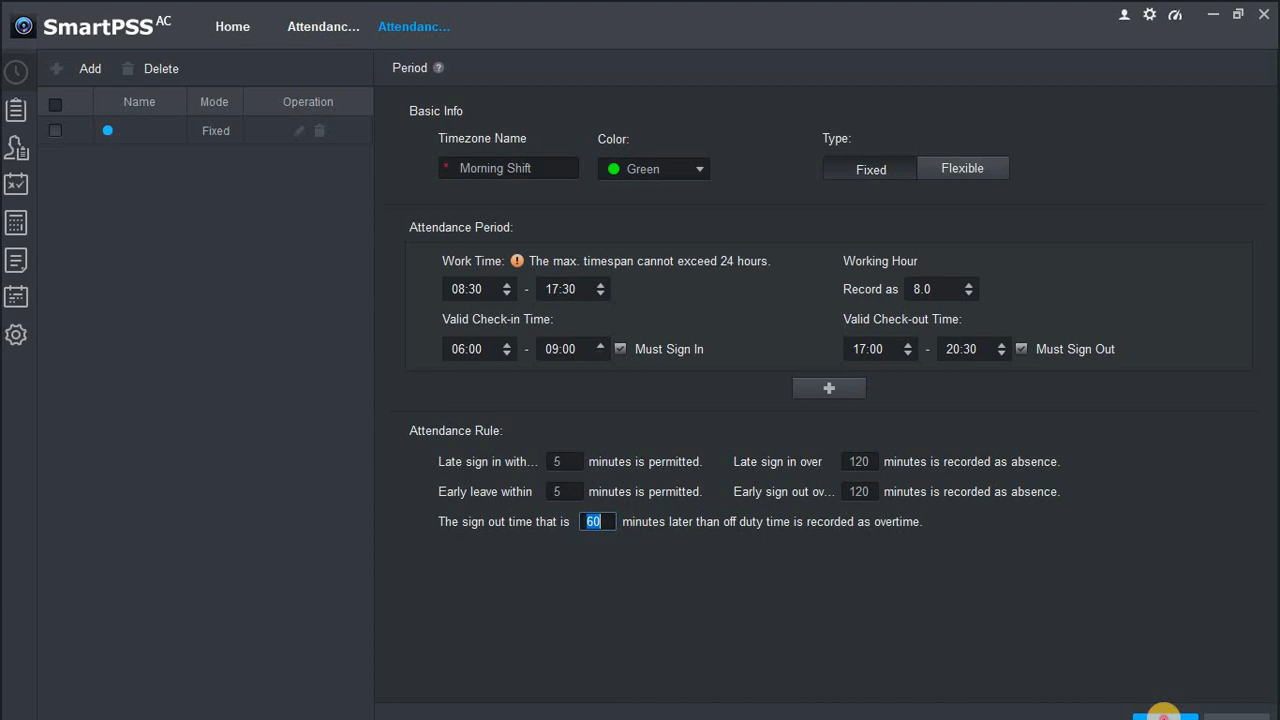 SmartPSS AC Home Attendanc... Attendanc...
Add Delete
Name Mode Operation
Fixed
Period ?
Basic Info
Timezone Name Color: Type:
* Morning Shift Green Fixed Flexible
Attendance Period:
Work Time: ! The max. timespan cannot exceed 24 hours. Working Hour
08:30 - 17:30 Record as 8.0
Valid Check-in Time: Valid Check-out Time:
06:00 - 09:00 Must Sign In 17:00 - 20:30 Must Sign Out
Attendance Rule:
Late sign in with... 5 minutes is permitted. Late sign in over 120 minutes is recorded as absence.
Early leave within 5 minutes is permitted. Early sign out ov... 120 minutes is recorded as absence.
The sign out time that is 60 minutes later than off duty time is recorded as overtime.